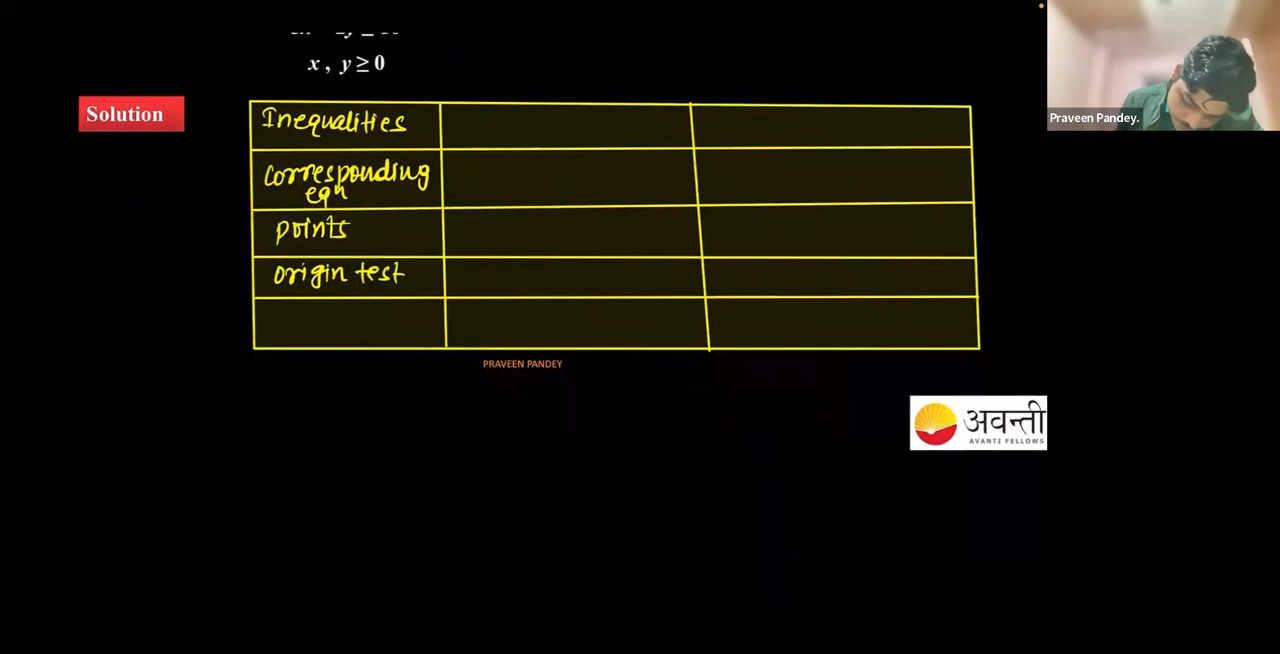 x , y ≥ 0
Praveen Pandey.
Solution
Inequalities
Corresponding
eqn
points
origin test
PRAVEEN PANDEY
अवन्ती
AVANTI FELLOWS